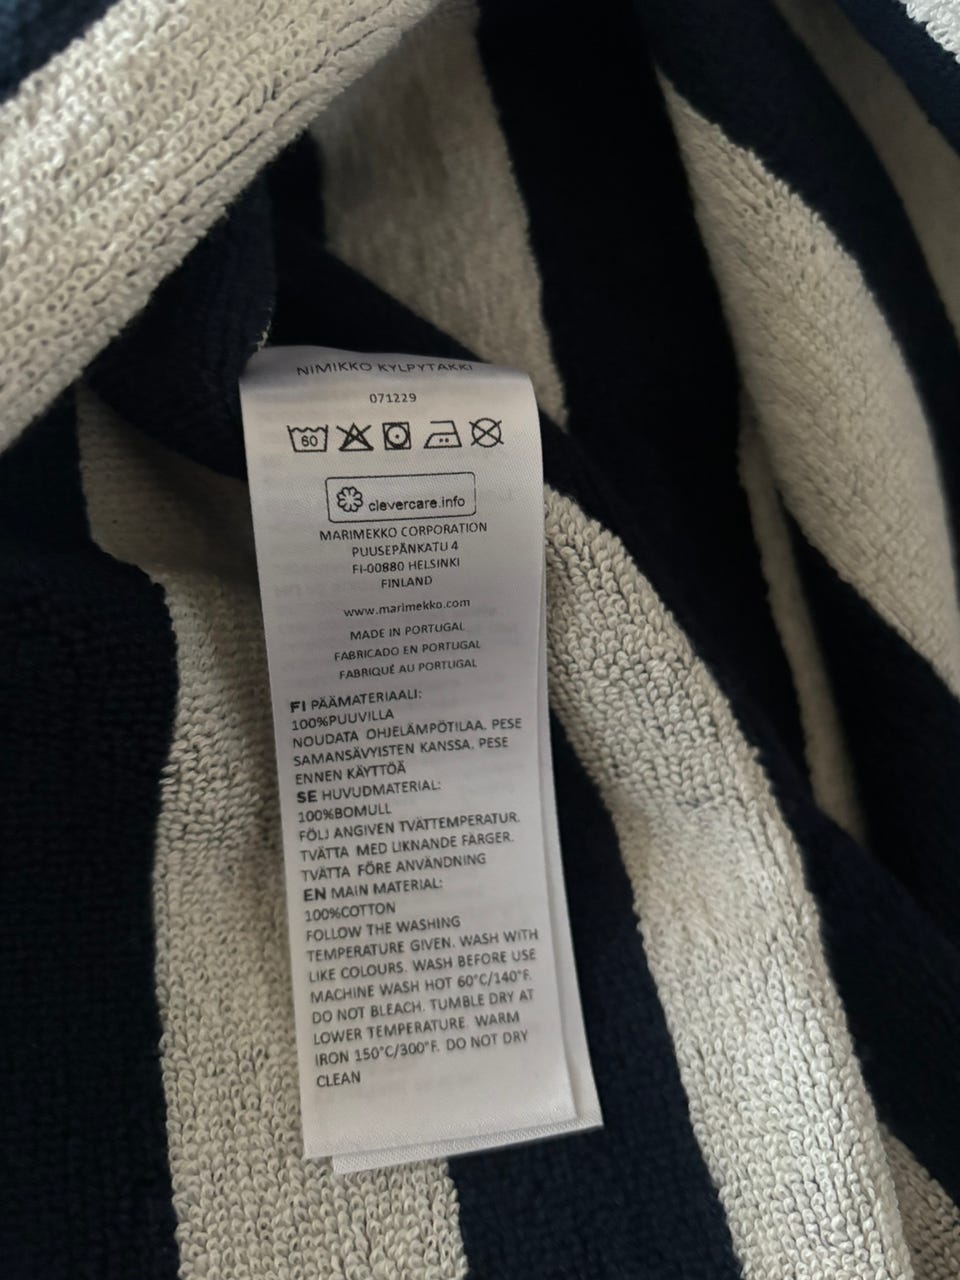 NIMIKKO KYLPYTAKKI
071229
60
clevercare.info
MARIMEKKO CORPORATION
PUUSEPÄNKATU 4
FI-00880 HELSINKI
FINLAND
www.marimekko.com
MADE IN PORTUGAL
FABRICADO EN PORTUGAL
FABRIQUÉ AU PORTUGAL
FI PÄÄMATERIAALI:
100%PUUVILLA
NOUDATA OHJELÄMPÖTILAA. PESE
SAMANSÄVYISTEN KANSSA. PESE
ENNEN KÄYTTÖÄ
SE HUVUDMATERIAL:
100%BOMULL
FÖLJ ANGIVEN TVÄTTEMPERATUR.
TVÄTTA MED LIKNANDE FÄRGER.
TVÄTTA FÖRE ANVÄNDNING
EN MAIN MATERIAL:
100%COTTON
FOLLOW THE WASHING
TEMPERATURE GIVEN. WASH WITH
LIKE COLOURS. WASH BEFORE USE
MACHINE WASH HOT 60°C/140°F.
DO NOT BLEACH. TUMBLE DRY AT
LOWER TEMPERATURE. WARM
IRON 150°C/300°F. DO NOT DRY
CLEAN